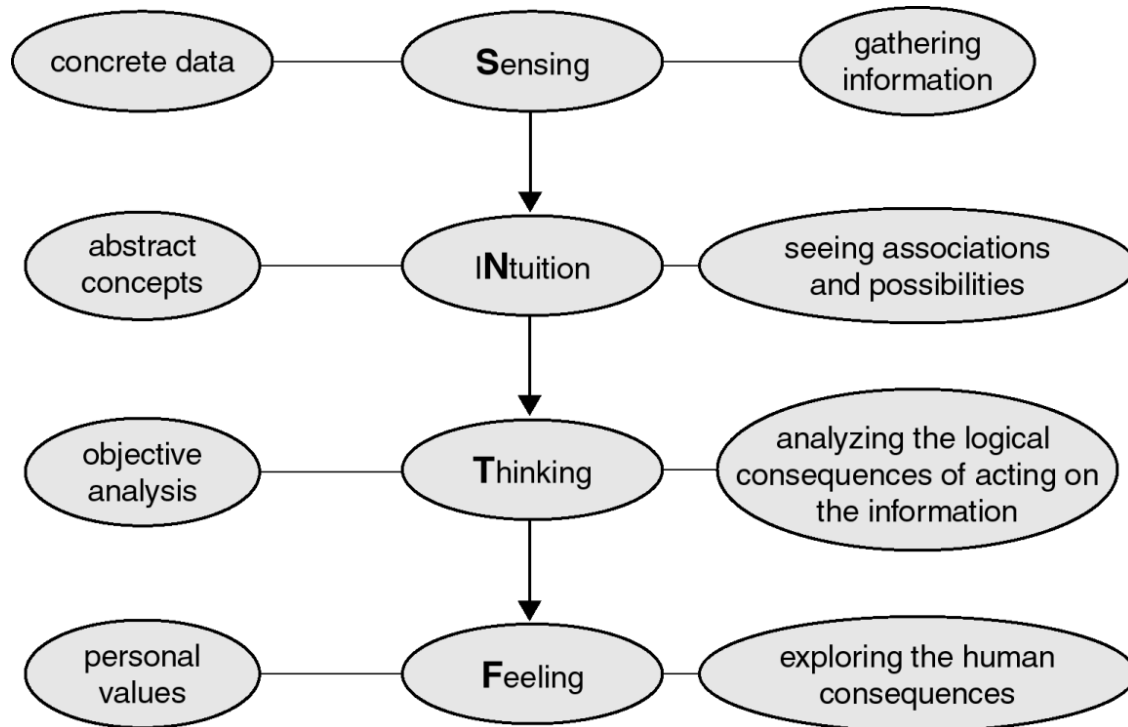 concrete data
Sensing
gathering
information
abstract
concepts
INtuition
seeing associations
and possibilities
objective
analysis
Thinking
analyzing the logical
consequences of acting on
the information
personal
values
Feeling
exploring the human
consequences